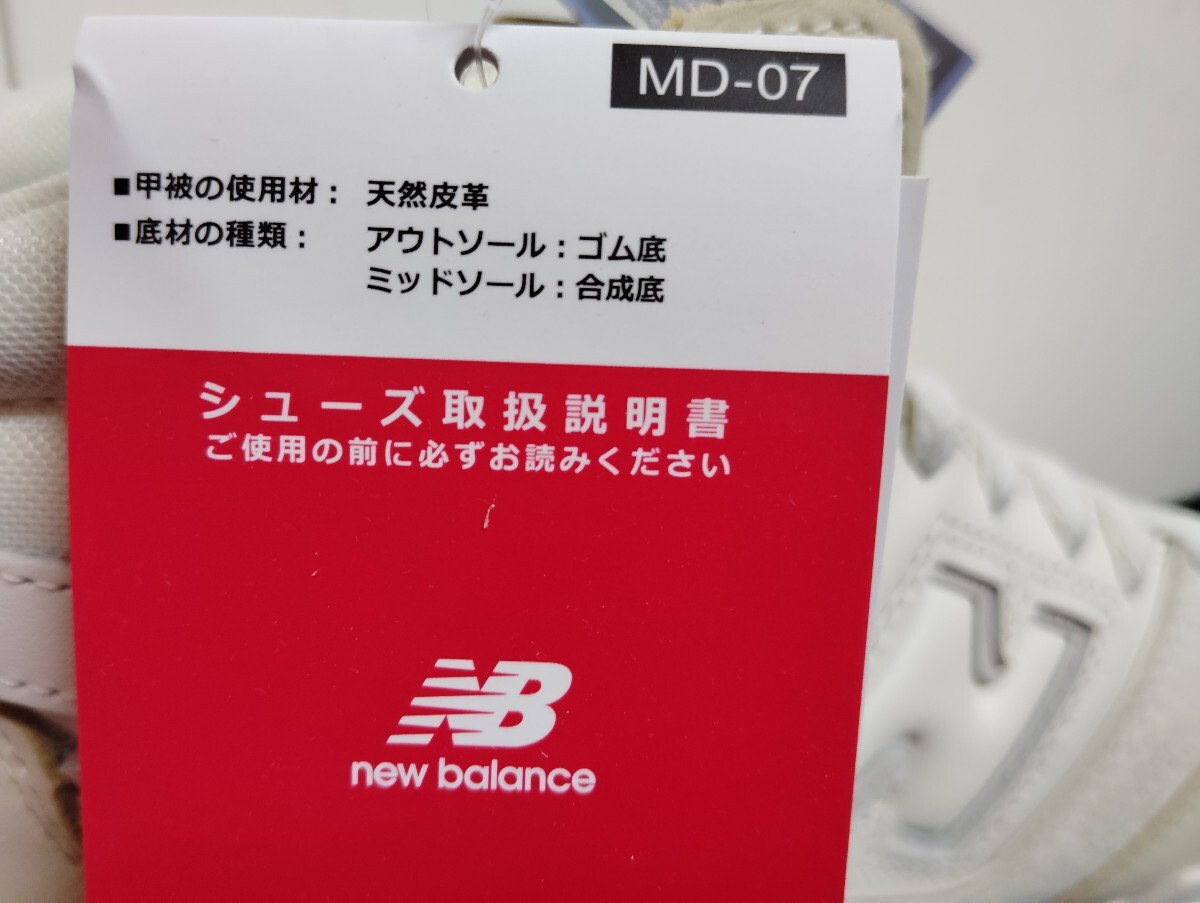 MD-07
■甲被の使用材： 天然皮革
■底材の種類： アウトソール：ゴム底
ミッドソール：合成底
シューズ取扱説明書
ご使用の前に必ずお読みください
NB
new balance